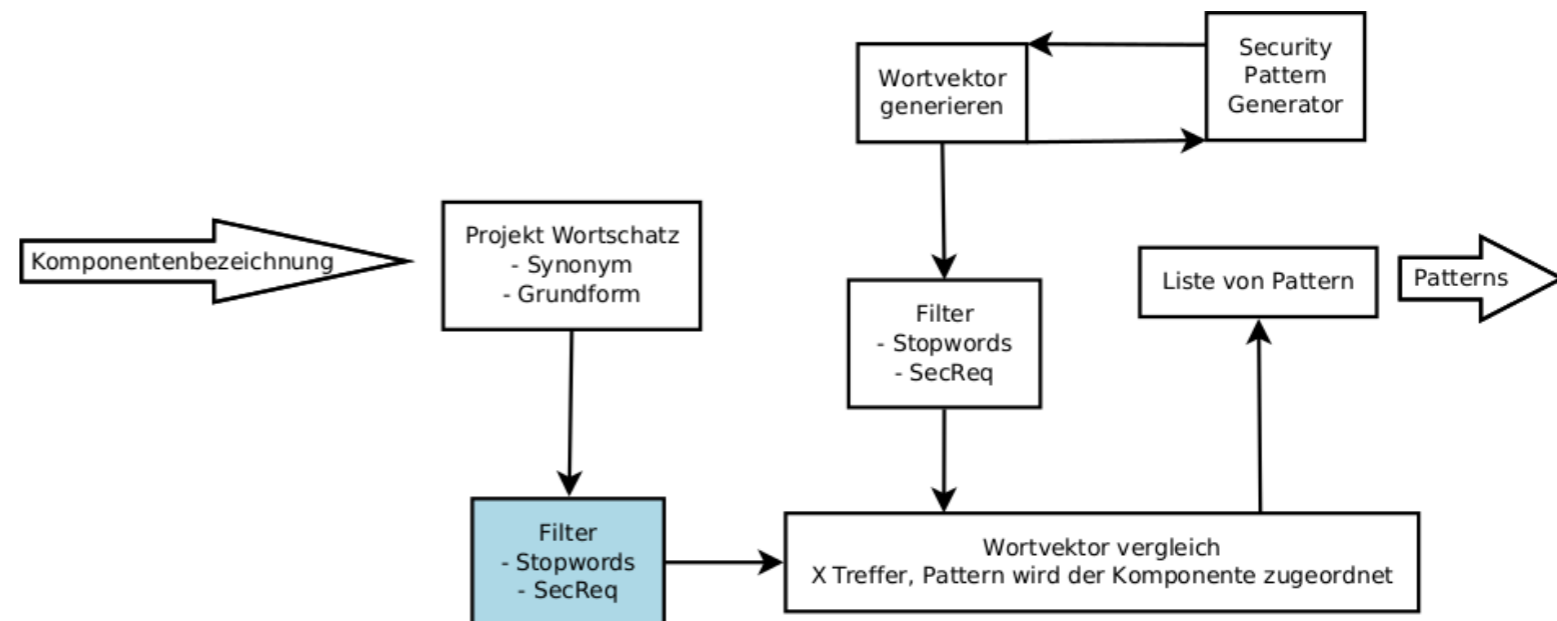 Wortvektor
generieren
Security
Pattern
Generator
Komponentenbezeichnung
Projekt Wortschatz
- Synonym
- Grundform
Filter
- Stopwords
- SecReq
Liste von Pattern
Patterns
Filter
- Stopwords
- SecReq
Wortvektor vergleich
X Treffer, Pattern wird der Komponente zugeordnet